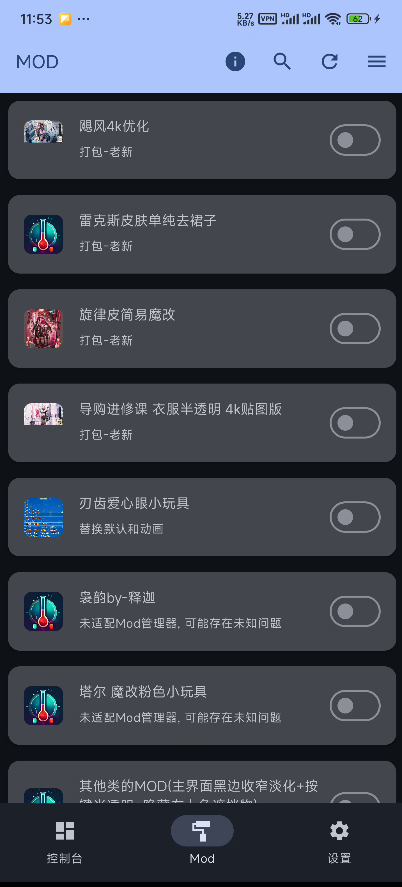 11:53
5.27
KB/s
VPN
HD
HD
62
MOD
飓风4k优化
打包-老新
雷克斯皮肤单纯去裙子
打包-老新
旋律皮简易魔改
打包-老新
导购进修课 衣服半透明 4k贴图版
打包-老新
刃齿爱心眼小玩具
替换默认和动画
袅韵by-释迦
未适配Mod管理器, 可能存在未知问题
塔尔 魔改粉色小玩具
未适配Mod管理器, 可能存在未知问题
其他类的MOD(主界面黑边收窄淡化+按
控制台
Mod
设置